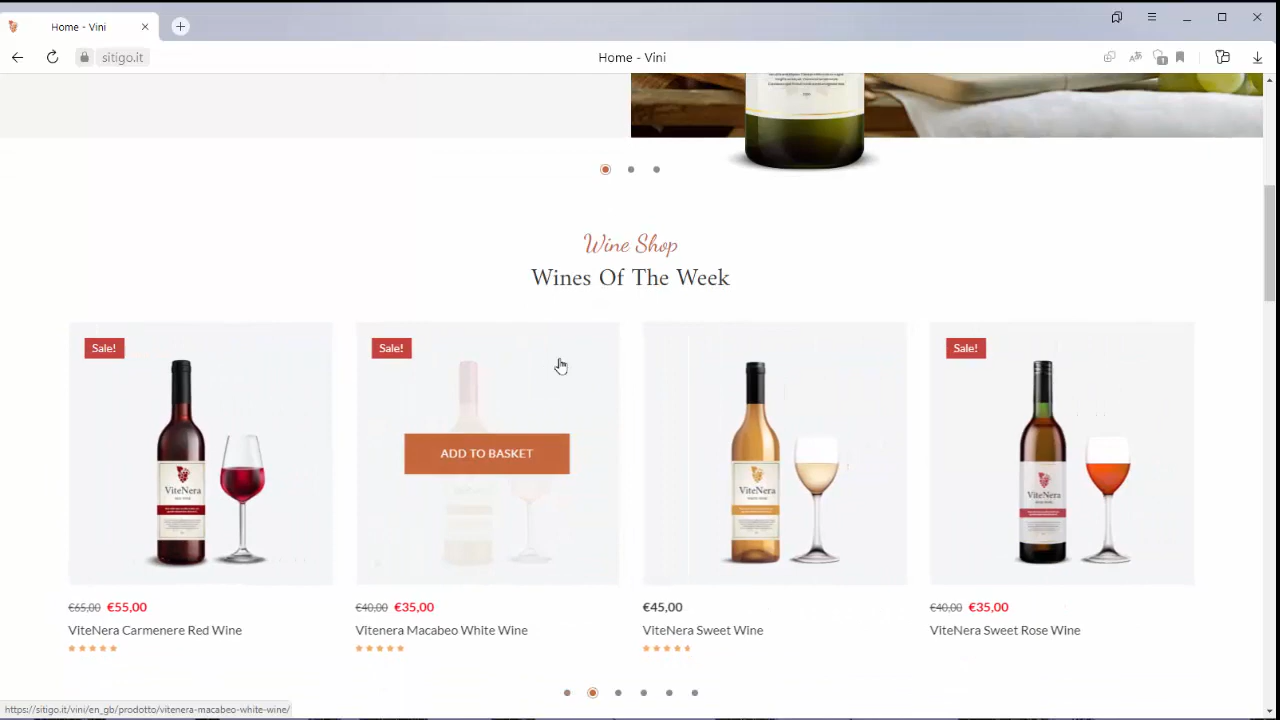 Home - Vini
sitigo.it
Home - Vini
Wine Shop
Wines Of The Week
Sale!
Sale!
Sale!
ADD TO BASKET
ViteNera
ViteNera
ViteNera
€65,00 €55,00
€40,00 €35,00
€45,00
€40,00 €35,00
ViteNera Carmenere Red Wine
Vitenera Macabeo White Wine
ViteNera Sweet Wine
ViteNera Sweet Rose Wine
https://sitigo.it/vini/en_gb/prodotto/vitenera-macabeo-white-wine/